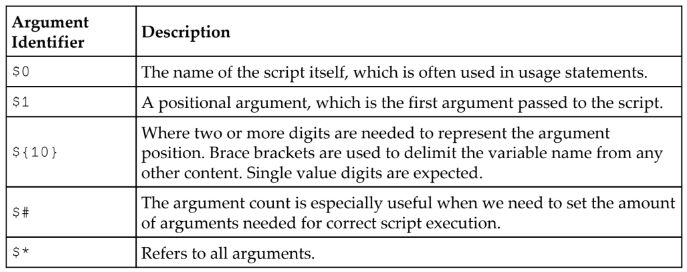 Argument
Identifier
Description
$0
The name of the script itself, which is often used in usage statements.
$1
A positional argument, which is the first argument passed to the script.
${10}
Where two or more digits are needed to represent the argument
position. Brace brackets are used to delimit the variable name from any
other content. Single value digits are expected.
$#
The argument count is especially useful when we need to set the amount
of arguments needed for correct script execution.
$*
Refers to all arguments.